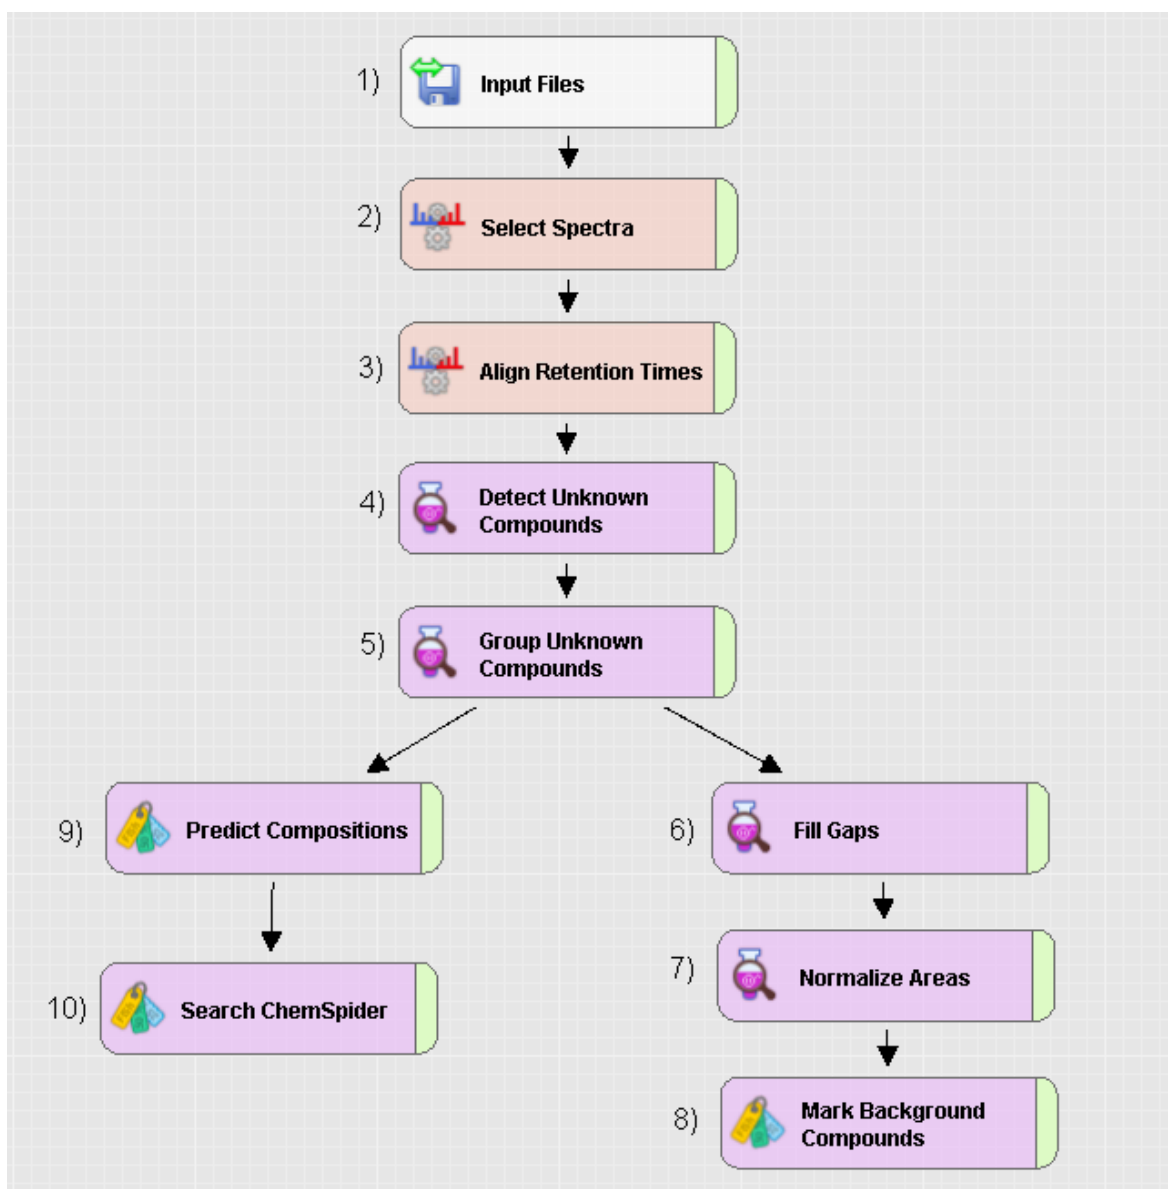 1)
Input Files
2)
Select Spectra
3)
Align Retention Times
4)
Detect Unknown
Compounds
5)
Group Unknown
Compounds
9)
Predict Compositions
6)
Fill Gaps
7)
Normalize Areas
10)
Search ChemSpider
8)
Mark Background
Compounds